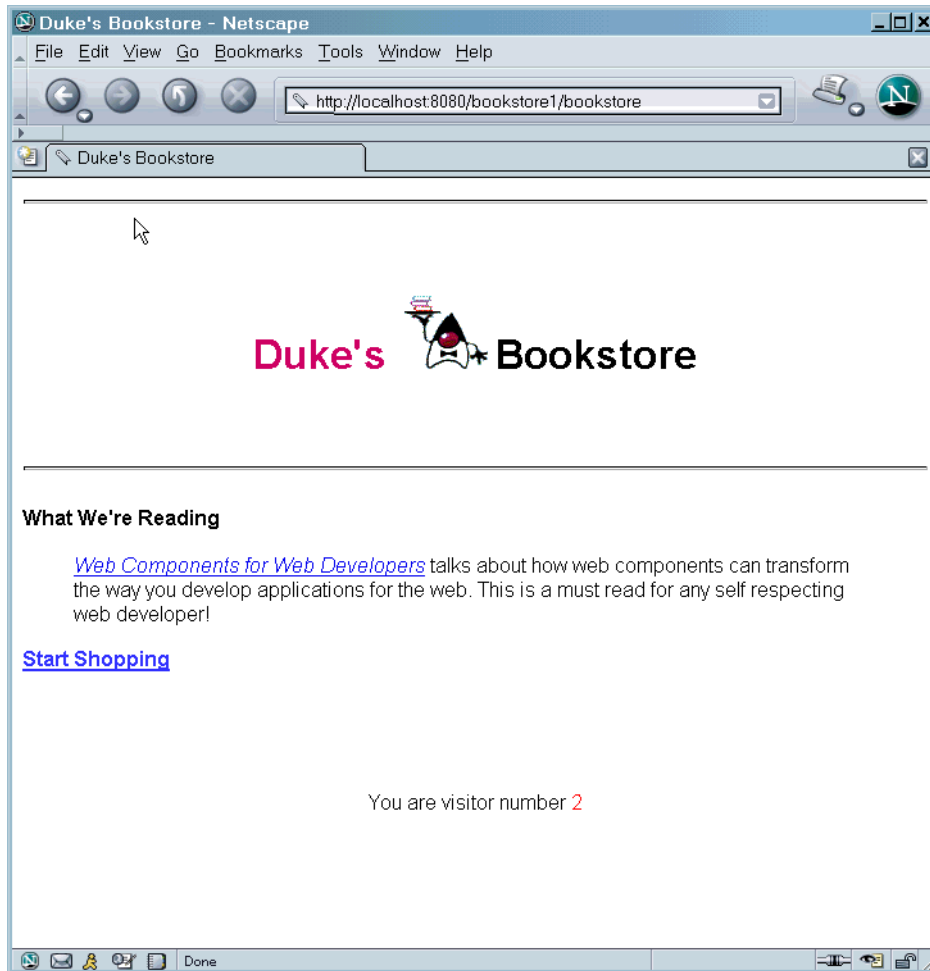 Duke's Bookstore - Netscape
File Edit View Go Bookmarks Tools Window Help
http://localhost:8080/bookstore1/bookstore
N
Duke's Bookstore
Duke's Bookstore
What We're Reading
Web Components for Web Developers talks about how web components can transform
the way you develop applications for the web. This is a must read for any self respecting
web developer!
Start Shopping
You are visitor number 2
Done